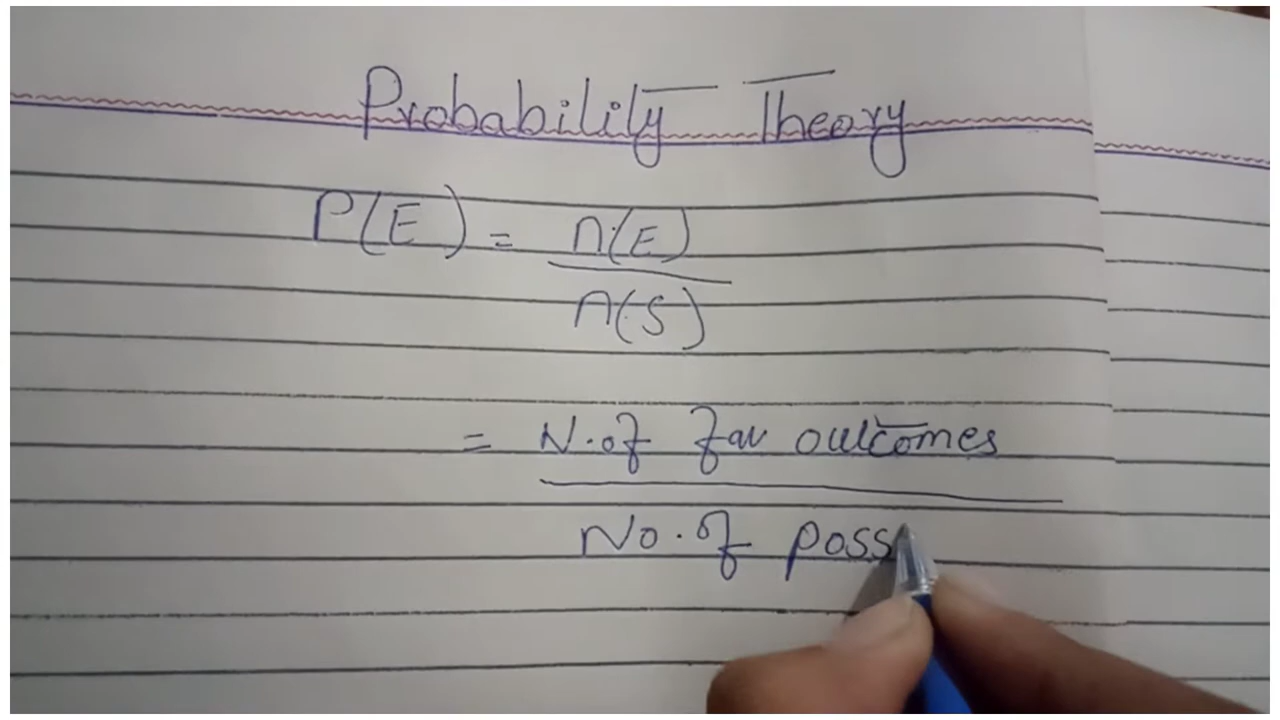 Probability Theory
P(E) = n(E)
n(S)
= N.of fav outcomes
No.of poss